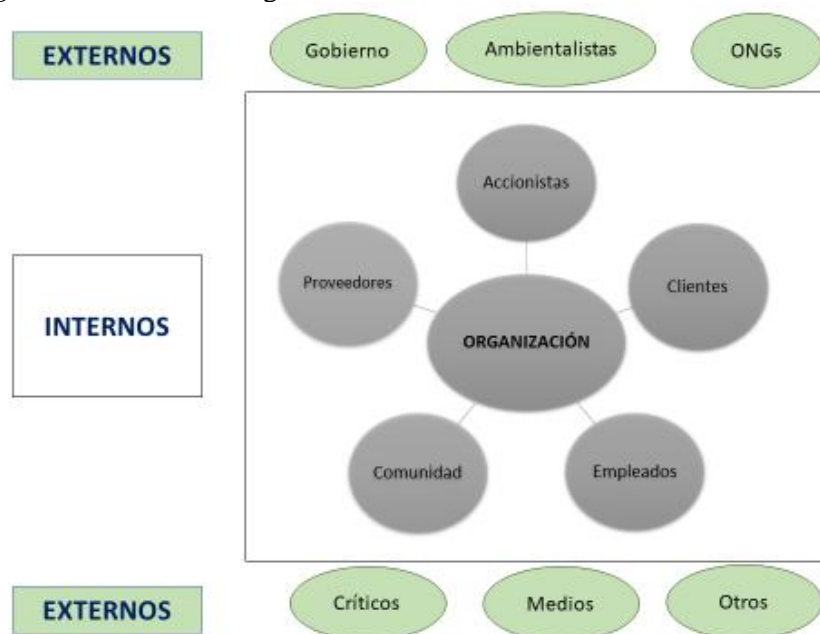 EXTERNOS
Gobierno
Ambientalistas
ONGs
Accionistas
Proveedores
Clientes
INTERNOS
ORGANIZACIÓN
Comunidad
Empleados
EXTERNOS
Críticos
Medios
Otros